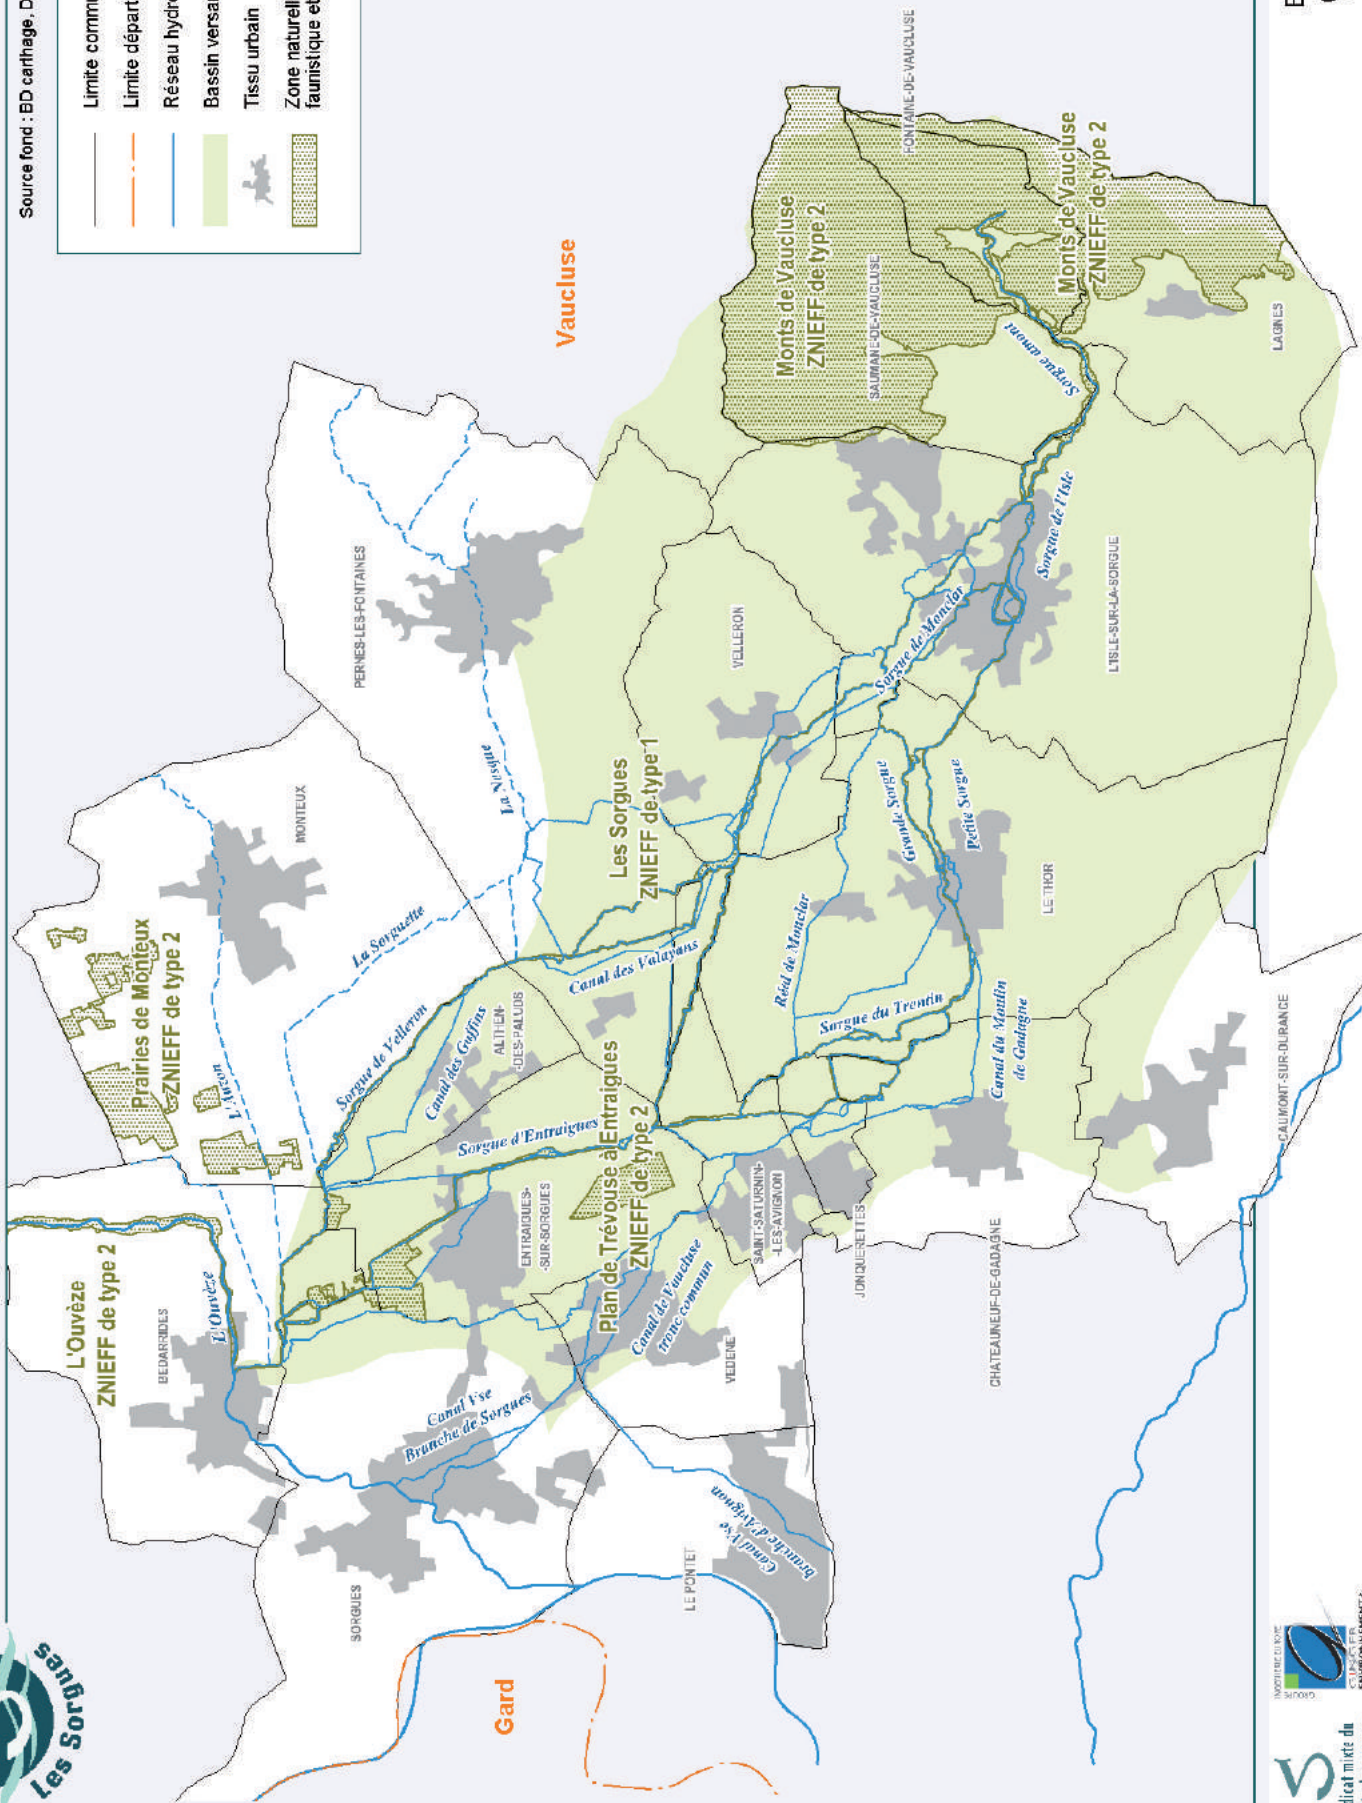 Source fond : BD carthage, D
Limite commu
Limite départ
Réseau hydro
Bassin versan
Tissu urbain
Zone naturell
faunistique et
Les Sorgues
Gard
Vaucluse
L'Ouvèze
ZNIEFF de type 2
Prairies de Monteux
ZNIEFF de type 2
Les Sorgues
ZNIEFF de type 1
Plan de Trévouse à Entraigues
ZNIEFF de type 2
Monts de Vaucluse
ZNIEFF de type 2
Monts de Vaucluse
ZNIEFF de type 2
SORGUES
BEDARRIDES
MONTEUX
PERNES-LES-FONTAINES
LE PONTET
VEDENE
ENTRAIGUES-
-SUR-SORGUES
ALTHEN-
-DES-PALUDS
VELLERON
SAUMANE-DE-VAUCLUSE
FONTAINE-DE-VAUCLUSE
SAINT-SATURNIN-
-LES-AVIGNON
JONQUERETTES
CHATEAUNEUF-DE-GADAGNE
LE THOR
L'ISLE-SUR-LA-SORGUE
LAGNES
CAUMONT-SUR-DURANCE
L'Ouvèze
L'Auzon
La Sorguette
La Nesque
Sorgue de Velleron
Canal des Gaffins
Canal des Valayans
Sorgue d'Entraigues
Canal Vse
Branche de Sorgues
Canal Vse
branche d'Avignon
Canal de Vaucluse
tronc commun
Réal de Monclar
Sorgue du Trentin
Canal du Moulin
de Gadagne
Grande Sorgue
Petite Sorgue
Sorgue de Monclar
Sorgue de l'Isle
Sorgue amont
S
dicat mixte du
GROUPE
GINGER